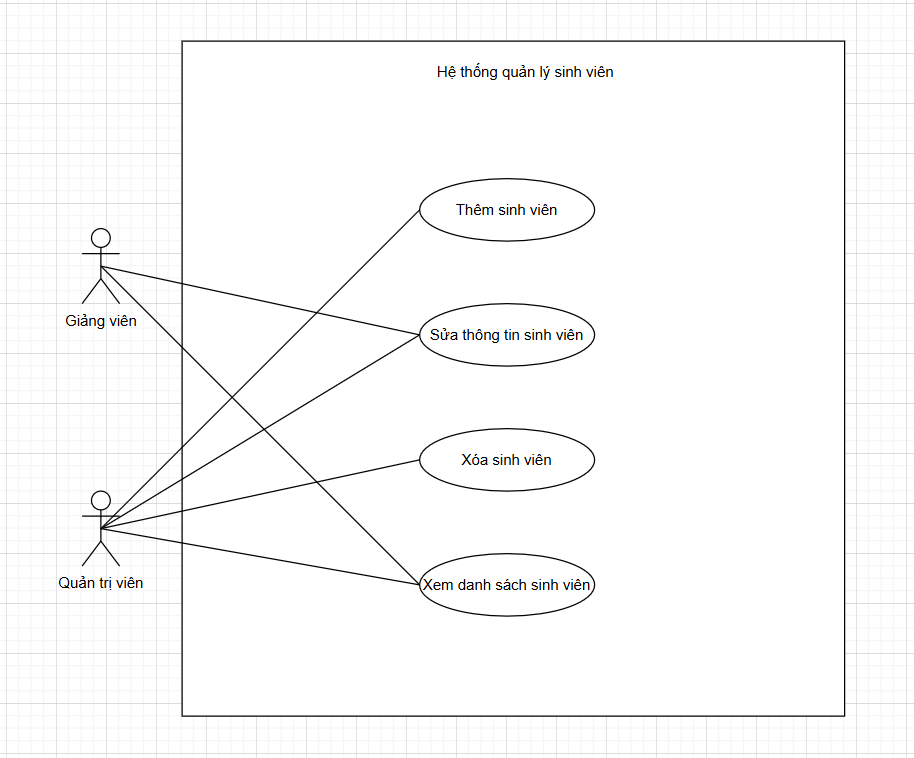 Hệ thống quản lý sinh viên
Thêm sinh viên
Giảng viên
Sửa thông tin sinh viên
Xóa sinh viên
Quản trị viên
Xem danh sách sinh viên